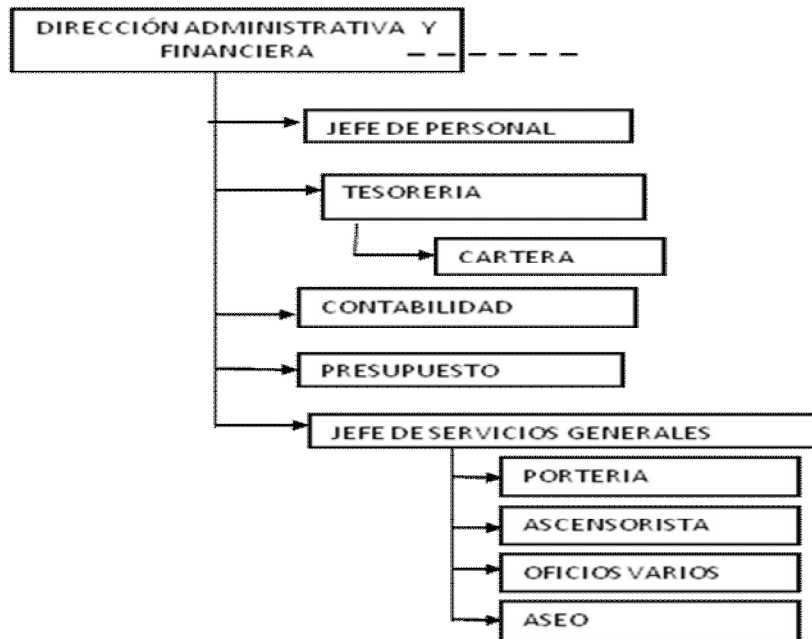 DIRECCIÓN ADMINISTRATIVA Y
FINANCIERA
JEFE DE PERSONAL
TESORERIA
CARTERA
CONTABILIDAD
PRESUPUESTO
JEFE DE SERVICIOS GENERALES
PORTERIA
ASCENSORISTA
OFICIOS VARIOS
ASEO